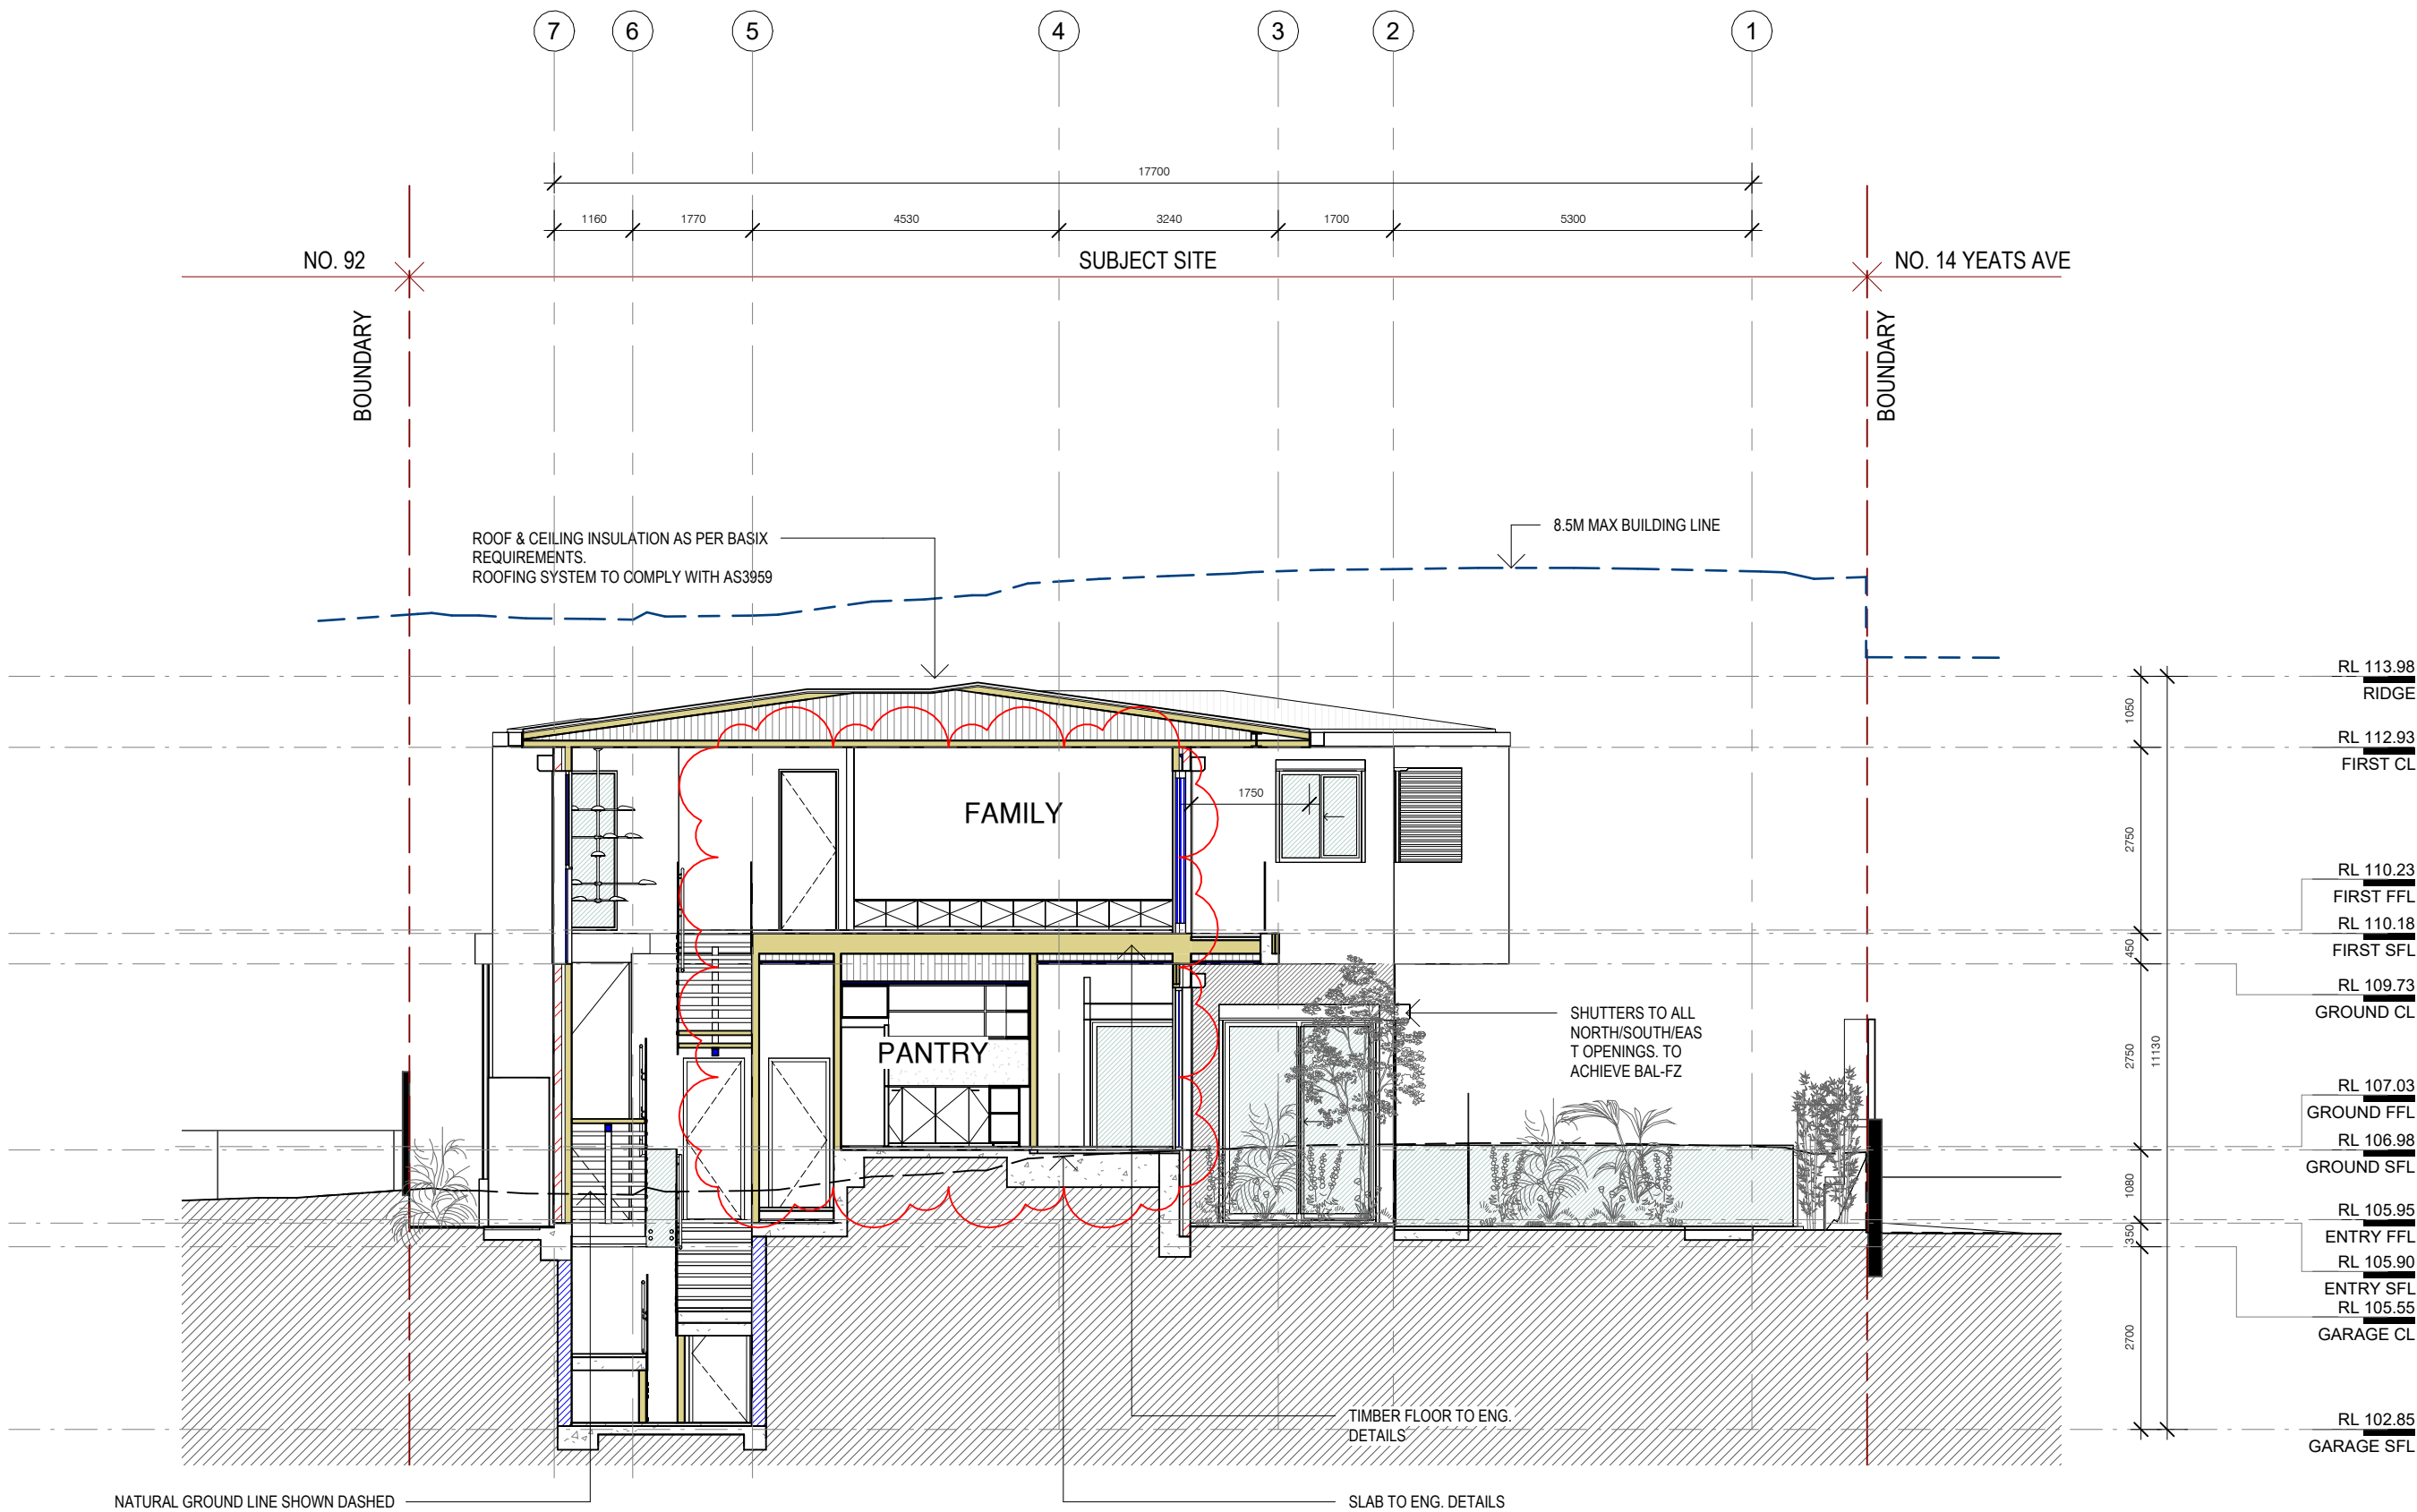 7 6 5 4 3 2 1
17700
1160 1770 4530 3240 1700 5300
NO. 92
SUBJECT SITE
NO. 14 YEATS AVE
BOUNDARY
BOUNDARY
ROOF & CEILING INSULATION AS PER BASIX
REQUIREMENTS.
ROOFING SYSTEM TO COMPLY WITH AS3959
8.5M MAX BUILDING LINE
RL 113.98
RIDGE
1050
RL 112.93
FIRST CL
FAMILY
1750
2750
RL 110.23
FIRST FFL
RL 110.18
FIRST SFL
450
RL 109.73
GROUND CL
PANTRY
SHUTTERS TO ALL
NORTH/SOUTH/EAS
T OPENINGS. TO
ACHIEVE BAL-FZ
2750
11130
RL 107.03
GROUND FFL
RL 106.98
GROUND SFL
1080
RL 105.95
ENTRY FFL
350
RL 105.90
ENTRY SFL
RL 105.55
GARAGE CL
2700
TIMBER FLOOR TO ENG.
DETAILS
RL 102.85
GARAGE SFL
NATURAL GROUND LINE SHOWN DASHED
SLAB TO ENG. DETAILS